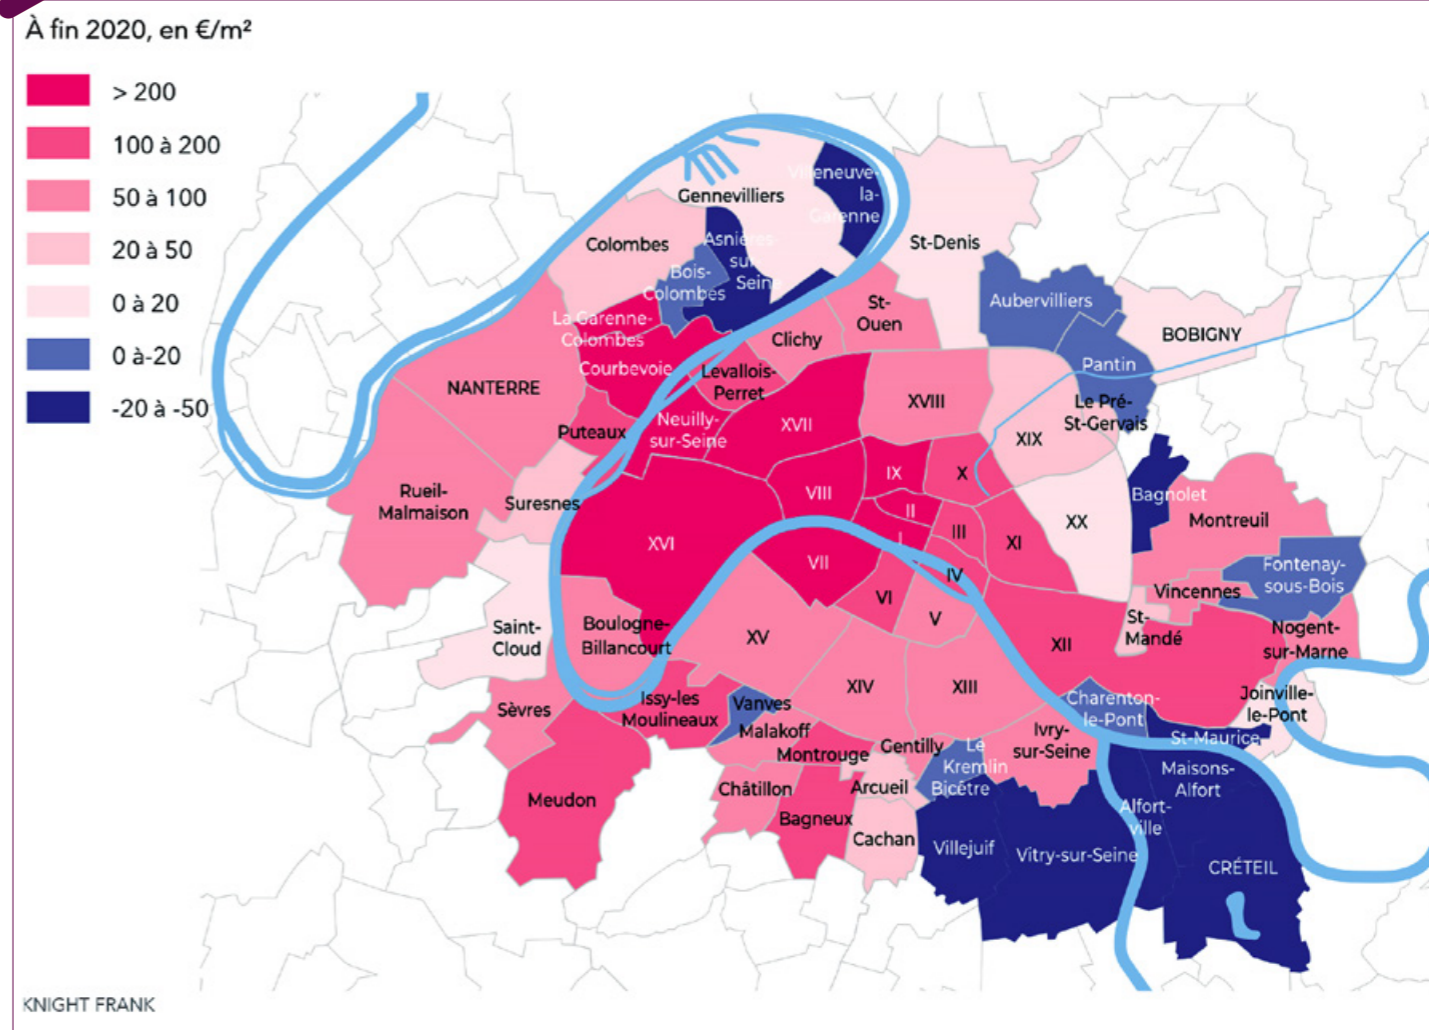 À fin 2020, en €/m²
> 200
100 à 200
50 à 100
20 à 50
0 à 20
0 à-20
-20 à -50
Villeneuve-
la-
Garenne
Gennevilliers
Colombes
Asnières-
sur-
Seine
St-Denis
Bois-
Colombes
Aubervilliers
St-
Ouen
La Garenne-
Colombes
Clichy
BOBIGNY
Courbevoie
Levallois-
Perret
Pantin
NANTERRE
XVIII
Le Pré-
St-Gervais
Puteaux
Neuilly-
sur-Seine
XVII
XIX
Rueil-
Malmaison
Suresnes
VIII
IX
X
Bagnolet
II
XX
Montreuil
XVI
I
III
XI
VII
IV
Fontenay-
sous-Bois
VI
V
Vincennes
Saint-
Cloud
Boulogne-
Billancourt
XV
XII
St-
Mandé
Nogent-
sur-Marne
XIV
XIII
Sèvres
Issy-les
Moulineaux
Vanves
Charenton-
le-Pont
Joinville-
le-Pont
Malakoff
Montrouge
Gentilly
Le
Kremlin
Bicêtre
Ivry-
sur-Seine
St-Maurice
Maisons-
Alfort
Meudon
Châtillon
Arcueil
Bagneux
Alfort-
ville
Cachan
Villejuif
Vitry-sur-Seine
CRÉTEIL
KNIGHT FRANK